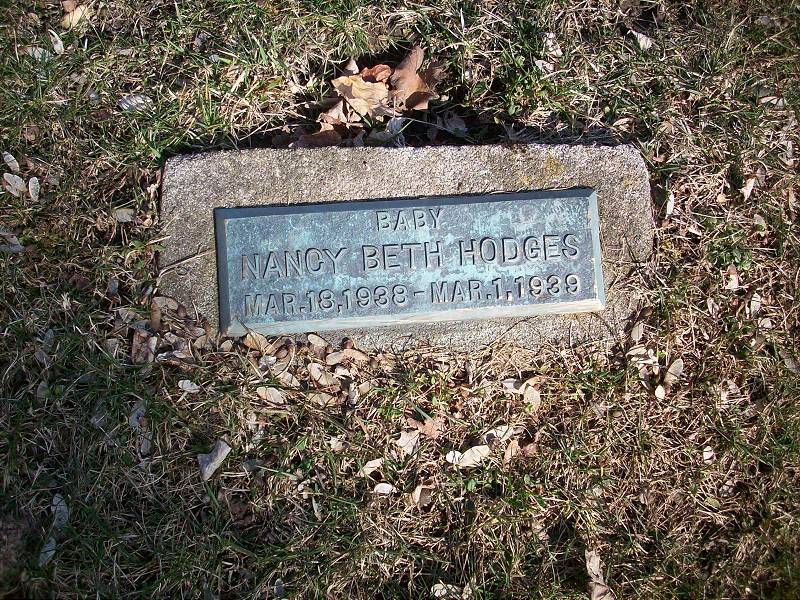 BABY
NANCY BETH HODGES
MAR.18,1938-MAR.1,1939